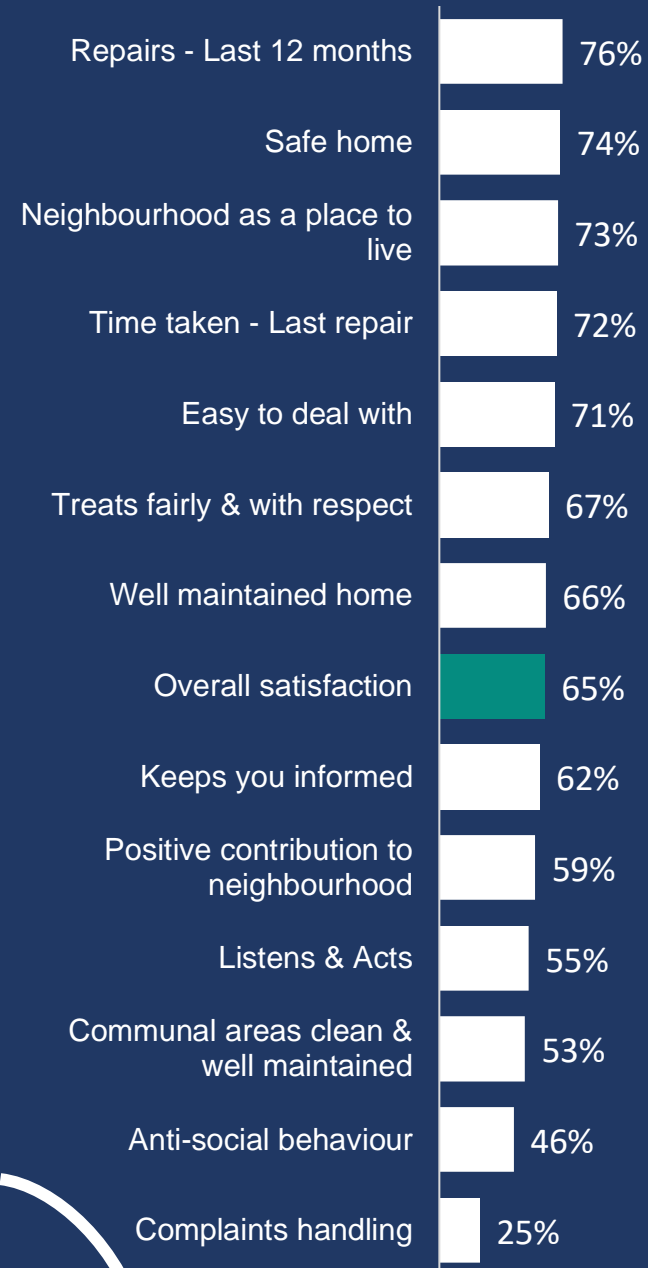 Repairs - Last 12 months 76%
Safe home 74%
Neighbourhood as a place to
live 73%
Time taken - Last repair 72%
Easy to deal with 71%
Treats fairly & with respect 67%
Well maintained home 66%
Overall satisfaction 65%
Keeps you informed 62%
Positive contribution to
neighbourhood 59%
Listens & Acts 55%
Communal areas clean &
well maintained 53%
Anti-social behaviour 46%
Complaints handling 25%